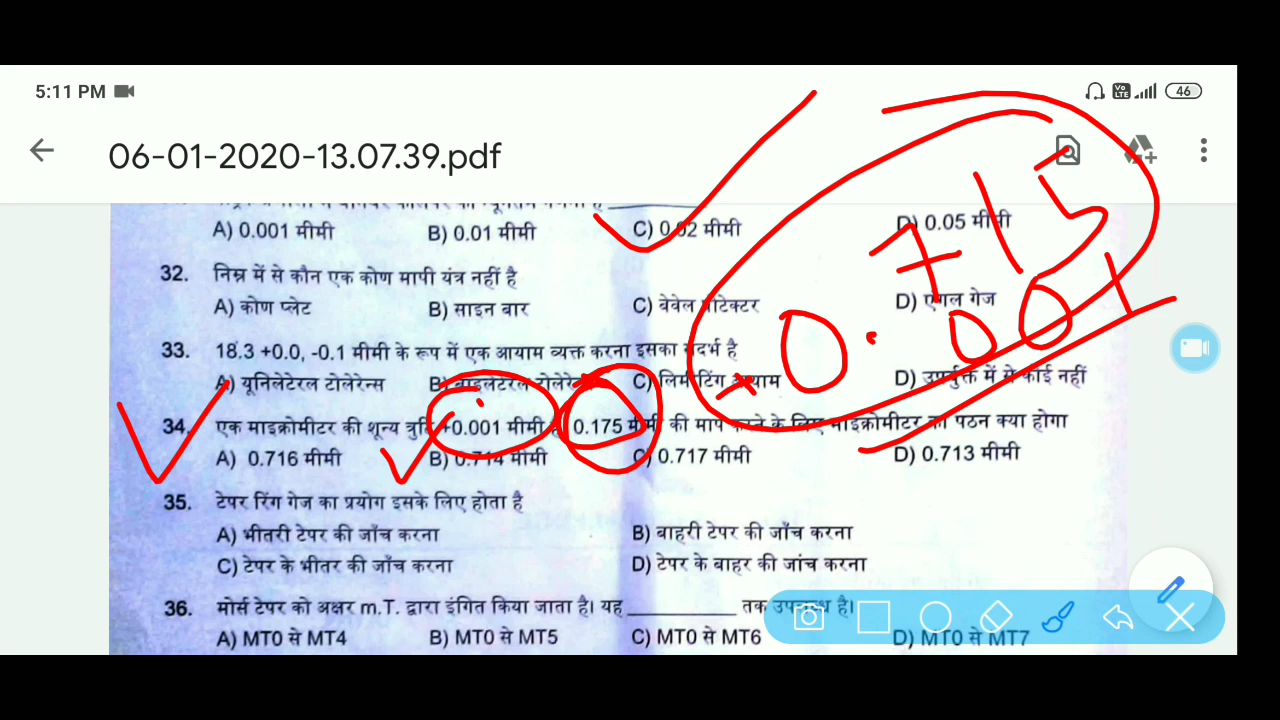 5:11 PM
Vo LTE
46
06-01-2020-13.07.39.pdf
A) 0.001 मीमी B) 0.01 मीमी C) 0.02 मीमी D) 0.05 मीमी
32. निम्न में से कौन एक कोण मापी यंत्र नहीं है
A) कोण प्लेट B) साइन बार C) वेवेल प्रोटेक्टर D) एंगल गेज
33. 18.3 +0.0, -0.1 मीमी के रूप में एक आयाम व्यक्त करना इसका संदर्भ है
A) यूनिलेटेरल टोलेरेन्स B) बाइलेटेरल टोलेरेन्स C) लिमीटिंग आयाम D) उपर्युक्त में से कोई नहीं
34. एक माइक्रोमीटर की शून्य त्रुटि +0.001 मीमी है 0.175 मीमी की माप करने के लिए माइक्रोमीटर का पठन क्या होगा
A) 0.716 मीमी B) 0.714 मीमी C) 0.717 मीमी D) 0.713 मीमी
35. टेपर रिंग गेज का प्रयोग इसके लिए होता है
A) भीतरी टेपर की जाँच करना B) बाहरी टेपर की जाँच करना
C) टेपर के भीतर की जाँच करना D) टेपर के बाहर की जांच करना
36. मोर्स टेपर को अक्षर m.T. द्वारा इंगित किया जाता है। यह __________ तक उपलब्ध है।
A) MT0 से MT4 B) MT0 से MT5 C) MT0 से MT6 D) MT0 से MT7
715
0.001